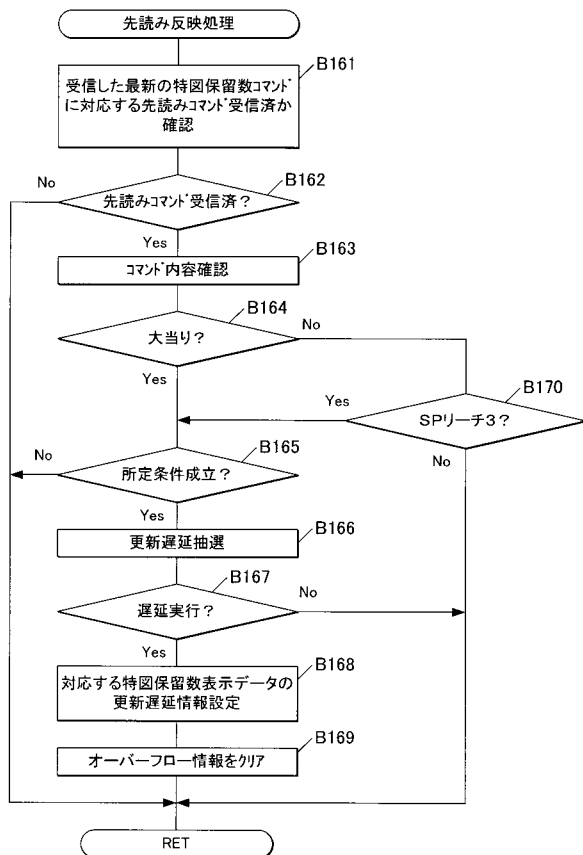 先読み反映処理
B161
受信した最新の特図保留数ｺﾏﾝﾄﾞ
に対応する先読みｺﾏﾝﾄﾞ受信済か
確認
B162
No
先読みｺﾏﾝﾄﾞ受信済？
Yes
B163
ｺﾏﾝﾄﾞ内容確認
B164
No
大当り？
Yes
B170
Yes
SPリーチ3？
No
B165
No
所定条件成立？
Yes
B166
更新遅延抽選
B167
No
遅延実行？
Yes
B168
対応する特図保留数表示データの
更新遅延情報設定
B169
オーバーフロー情報をクリア
RET